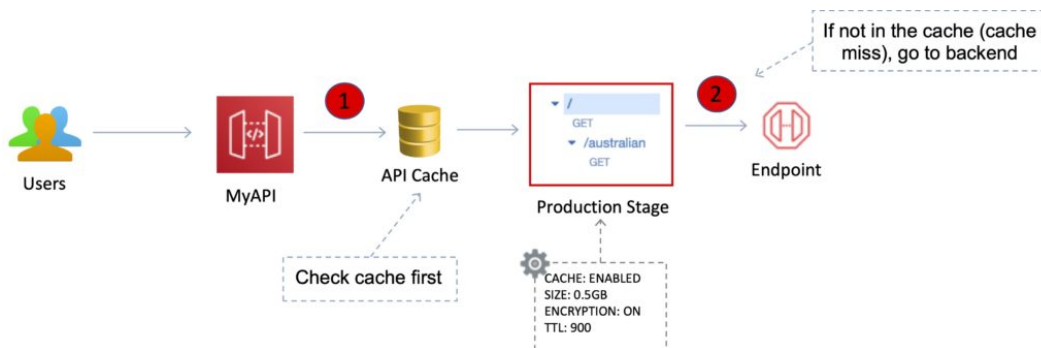 If not in the cache (cache
miss), go to backend
1
2
/
GET
/australian
GET
Users
MyAPI
API Cache
Production Stage
Endpoint
Check cache first
CACHE: ENABLED
SIZE: 0.5GB
ENCRYPTION: ON
TTL: 900